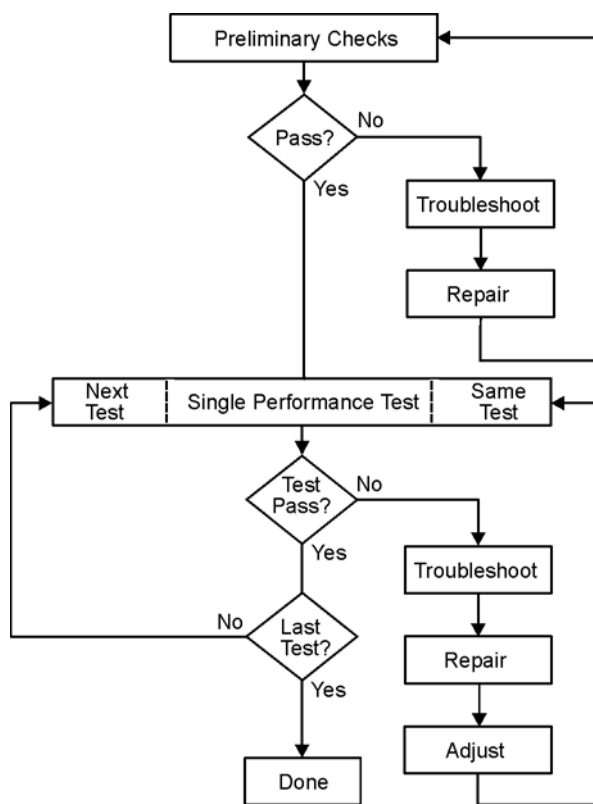 Preliminary Checks
No
Pass?
Yes
Troubleshoot
Repair
Next
Test
Single Performance Test
Same
Test
Test
Pass?
No
Yes
Troubleshoot
No
Last
Test?
Repair
Yes
Adjust
Done